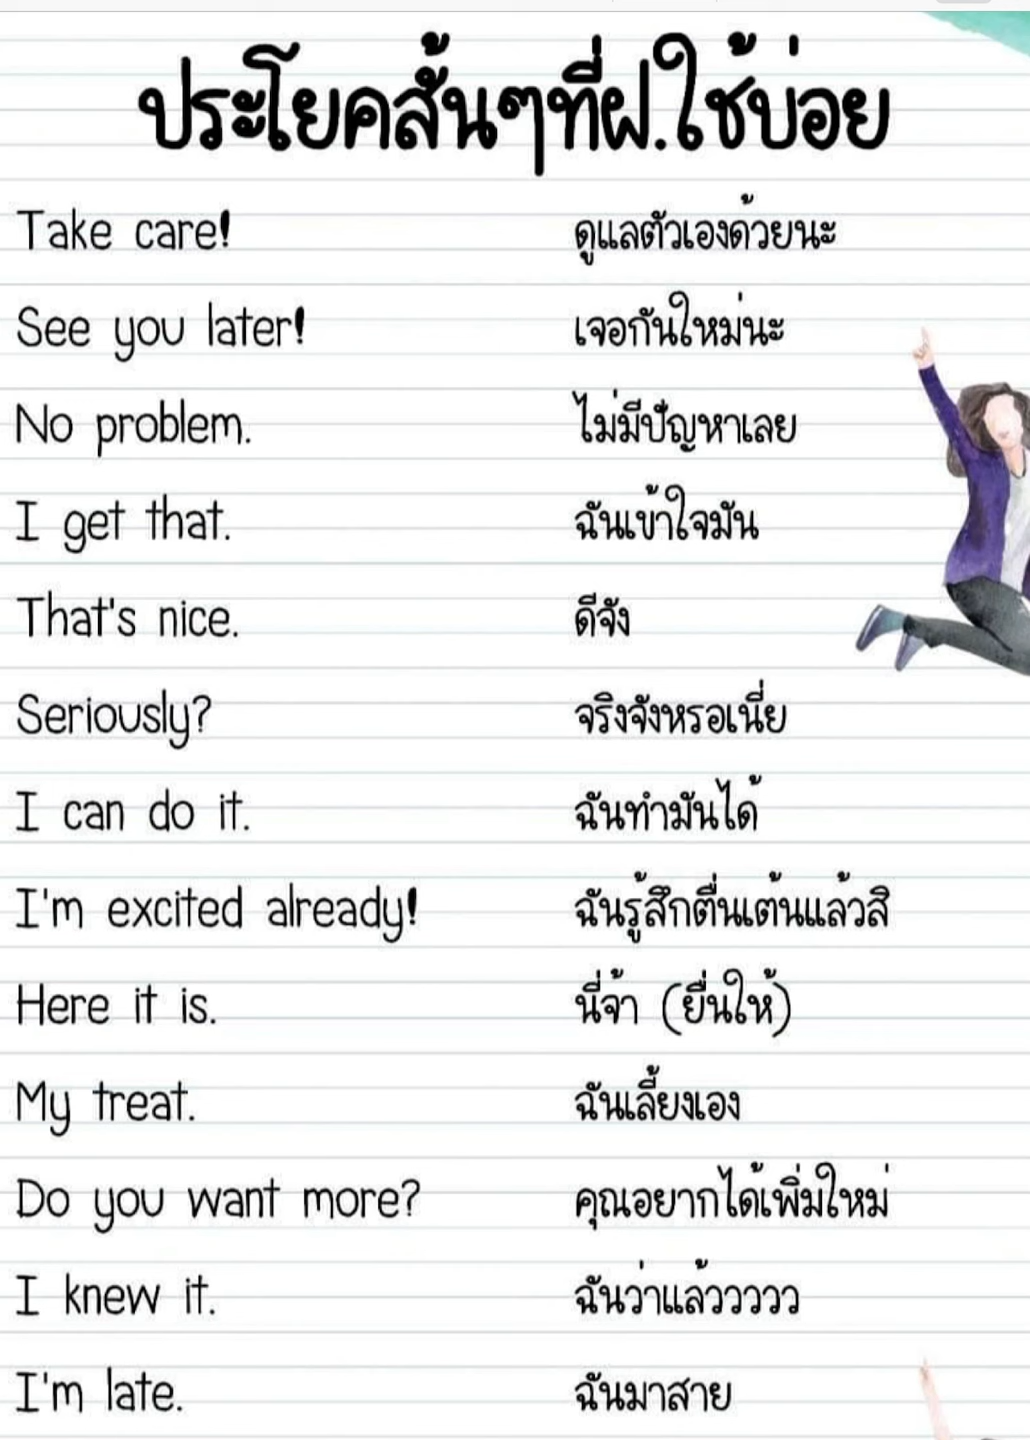 ประโยคสั้นๆที่ฝ.ใช้บ่อย
Take care! ดูแลตัวเองด้วยนะ
See you later! เจอกันใหม่นะ
No problem. ไม่มีปัญหาเลย
I get that. ฉันเข้าใจมัน
That's nice. ดีจัง
Seriously? จริงจังหรอเนี่ย
I can do it. ฉันทำมันได้
I'm excited already! ฉันรู้สึกตื่นเต้นแล้วสิ
Here it is. นี่จ้า (ยื่นให้)
My treat. ฉันเลี้ยงเอง
Do you want more? คุณอยากได้เพิ่มใหม่
I knew it. ฉันว่าแล้ววววว
I'm late. ฉันมาสาย